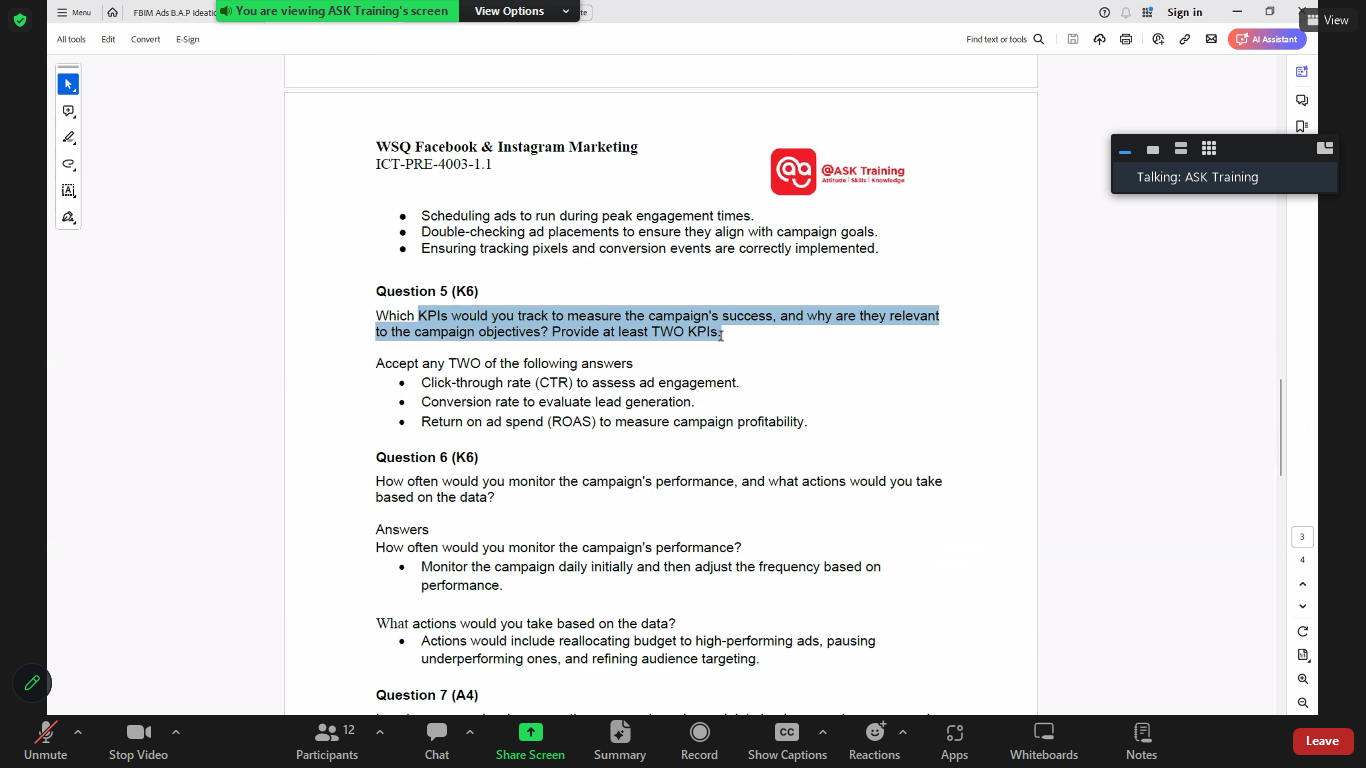 Menu
FBIM Ads B.A.P Ideatic
You are viewing ASK Training's screen
View Options
te
Sign in
View
All tools
Edit
Convert
E-Sign
Find text or tools
AI Assistant
WSQ Facebook & Instagram Marketing
ICT-PRE-4003-1.1
@ASK Training
Attitude | Skills | Knowledge
Talking: ASK Training
• Scheduling ads to run during peak engagement times.
• Double-checking ad placements to ensure they align with campaign goals.
• Ensuring tracking pixels and conversion events are correctly implemented.
Question 5 (K6)
Which KPIs would you track to measure the campaign's success, and why are they relevant
to the campaign objectives? Provide at least TWO KPIs.
Accept any TWO of the following answers
• Click-through rate (CTR) to assess ad engagement.
• Conversion rate to evaluate lead generation.
• Return on ad spend (ROAS) to measure campaign profitability.
Question 6 (K6)
How often would you monitor the campaign's performance, and what actions would you take
based on the data?
Answers
How often would you monitor the campaign's performance?
• Monitor the campaign daily initially and then adjust the frequency based on
performance.
What actions would you take based on the data?
• Actions would include reallocating budget to high-performing ads, pausing
underperforming ones, and refining audience targeting.
Question 7 (A4)
3
4
Unmute
Stop Video
Participants
12
Chat
Share Screen
Summary
Record
CC
Show Captions
Reactions
Apps
Whiteboards
Notes
Leave